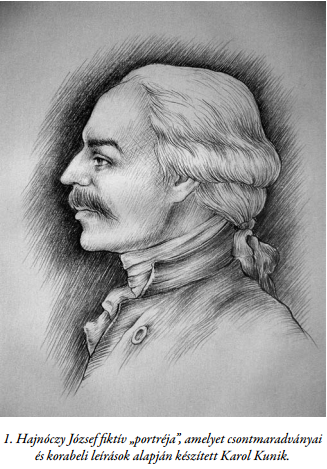 1. Hajnóczy József fiktív „portréja”, amelyet csontmaradványai
és korabeli leírások alapján készített Karol Kunik.